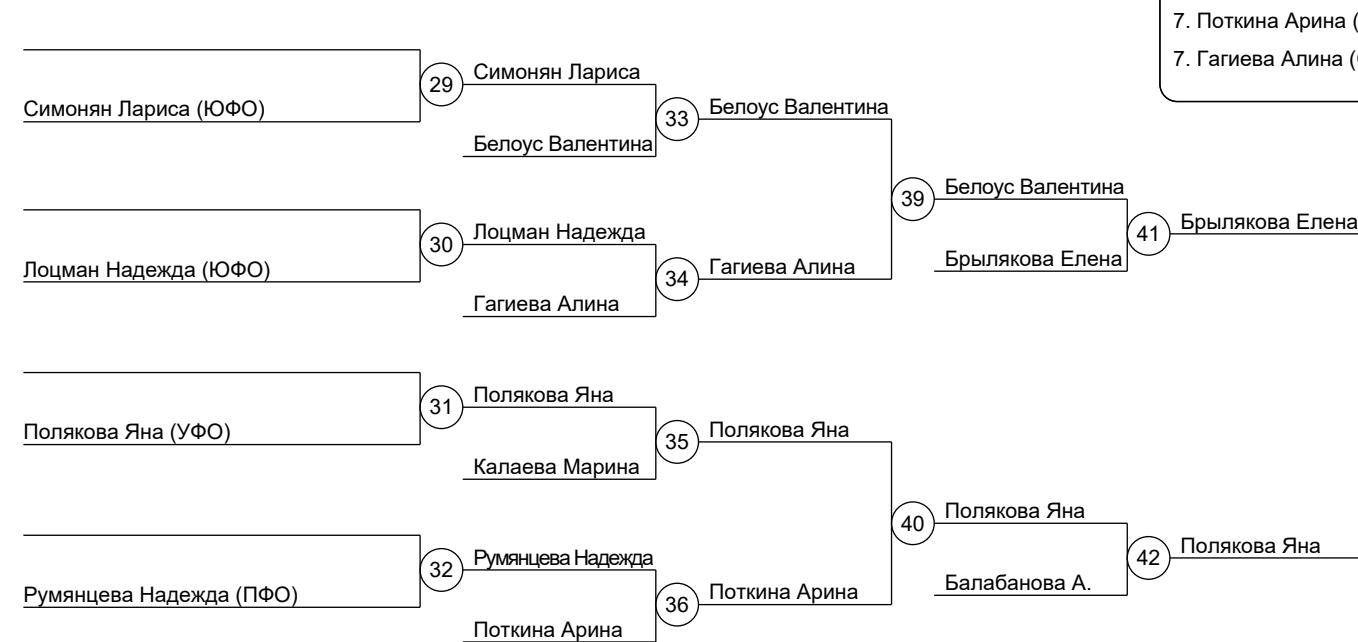 7. Поткина Арина (
7. Гагиева Алина (
Симонян Лариса (ЮФО)
29
Симонян Лариса
Белоус Валентина
33
Белоус Валентина
Лоцман Надежда (ЮФО)
30
Лоцман Надежда
Гагиева Алина
34
Гагиева Алина
39
Белоус Валентина
Брылякова Елена
41
Брылякова Елена
Полякова Яна (УФО)
31
Полякова Яна
Калаева Марина
35
Полякова Яна
Румянцева Надежда (ПФО)
32
Румянцева Надежда
Поткина Арина
36
Поткина Арина
40
Полякова Яна
Балабанова А.
42
Полякова Яна